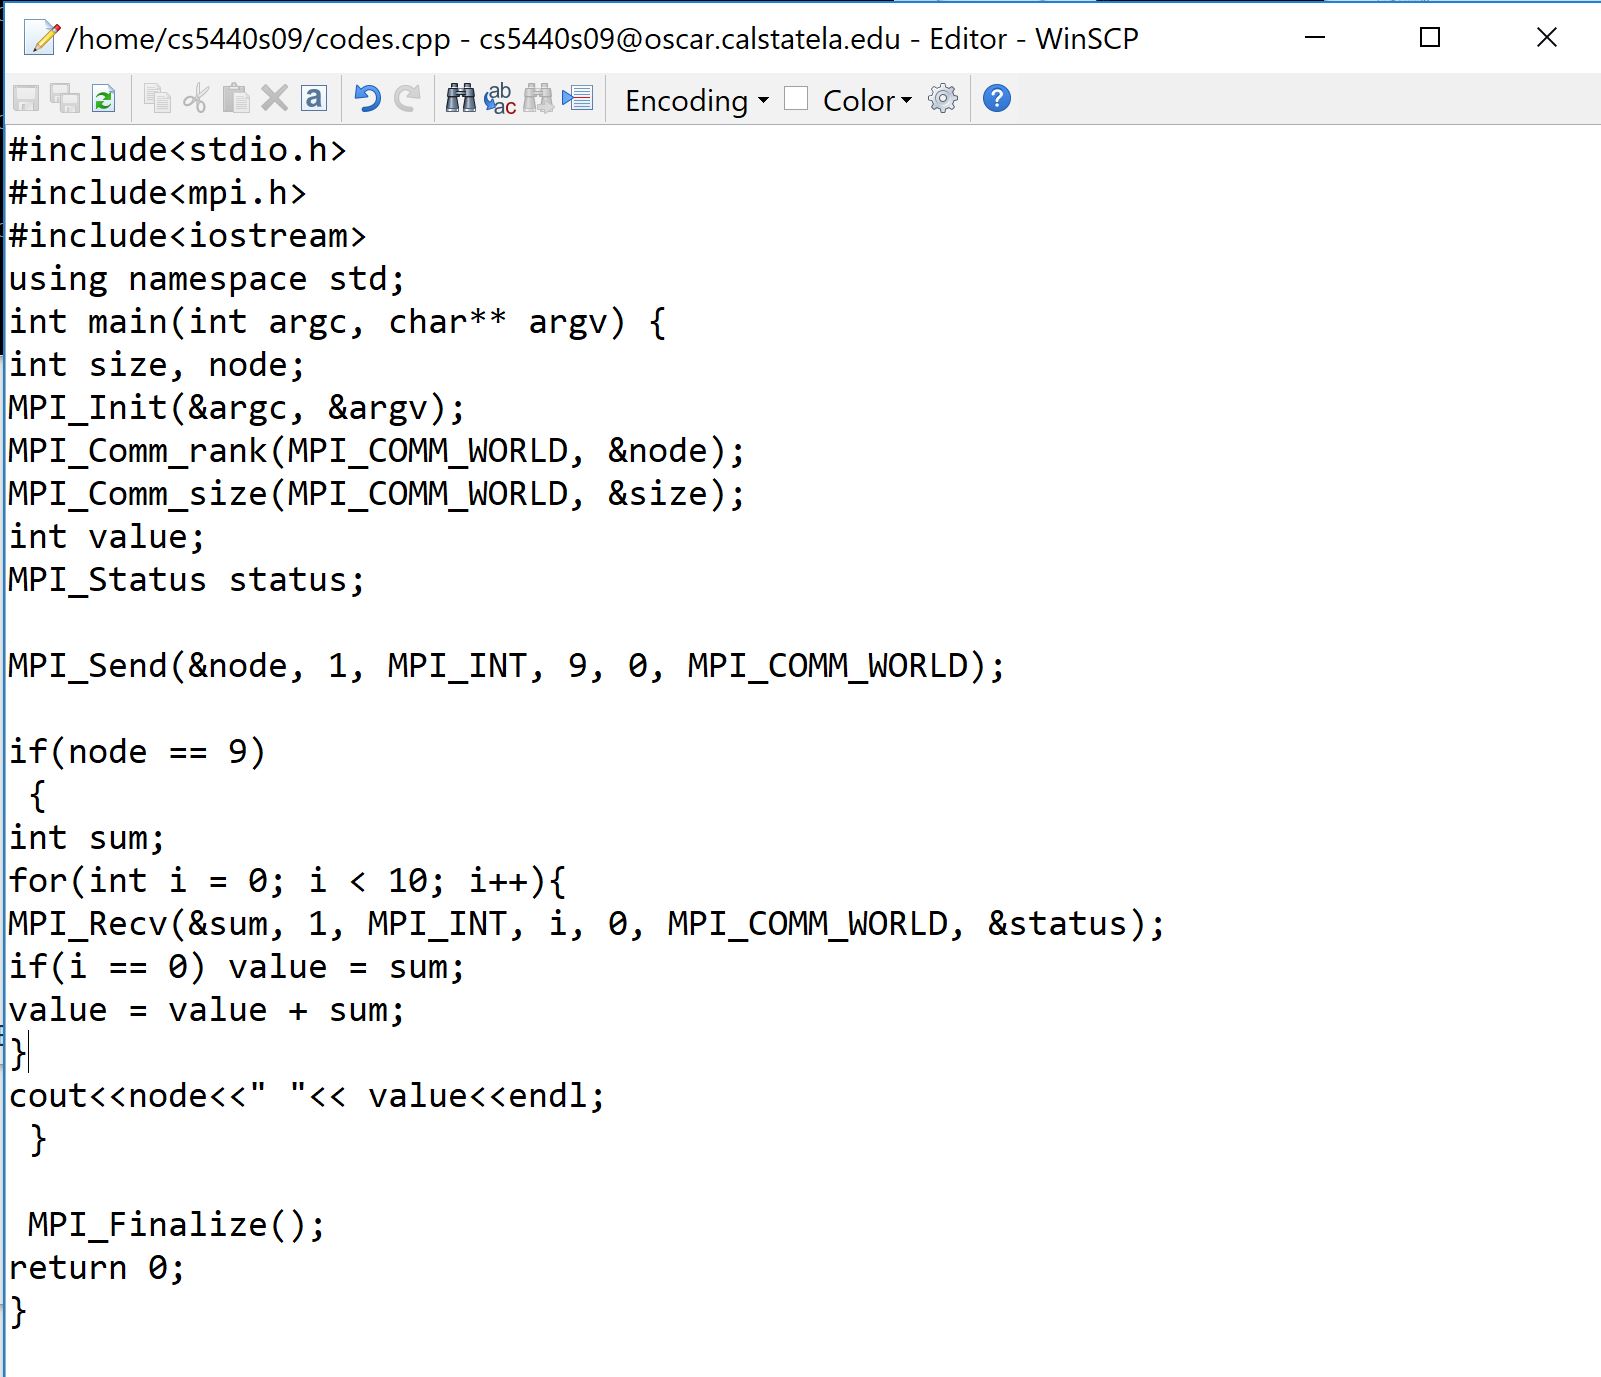 /home/cs5440s09/codes.cpp - cs5440s09@oscar.calstatela.edu - Editor - WinSCP
a ab ac Encoding Color ?
#include<stdio.h>
#include<mpi.h>
#include<iostream>
using namespace std;
int main(int argc, char** argv) {
int size, node;
MPI_Init(&argc, &argv);
MPI_Comm_rank(MPI_COMM_WORLD, &node);
MPI_Comm_size(MPI_COMM_WORLD, &size);
int value;
MPI_Status status;
MPI_Send(&node, 1, MPI_INT, 9, 0, MPI_COMM_WORLD);
if(node == 9)
{
int sum;
for(int i = 0; i < 10; i++){
MPI_Recv(&sum, 1, MPI_INT, i, 0, MPI_COMM_WORLD, &status);
if(i == 0) value = sum;
value = value + sum;
}
cout<<node<<" "<< value<<endl;
}
MPI_Finalize();
return 0;
}